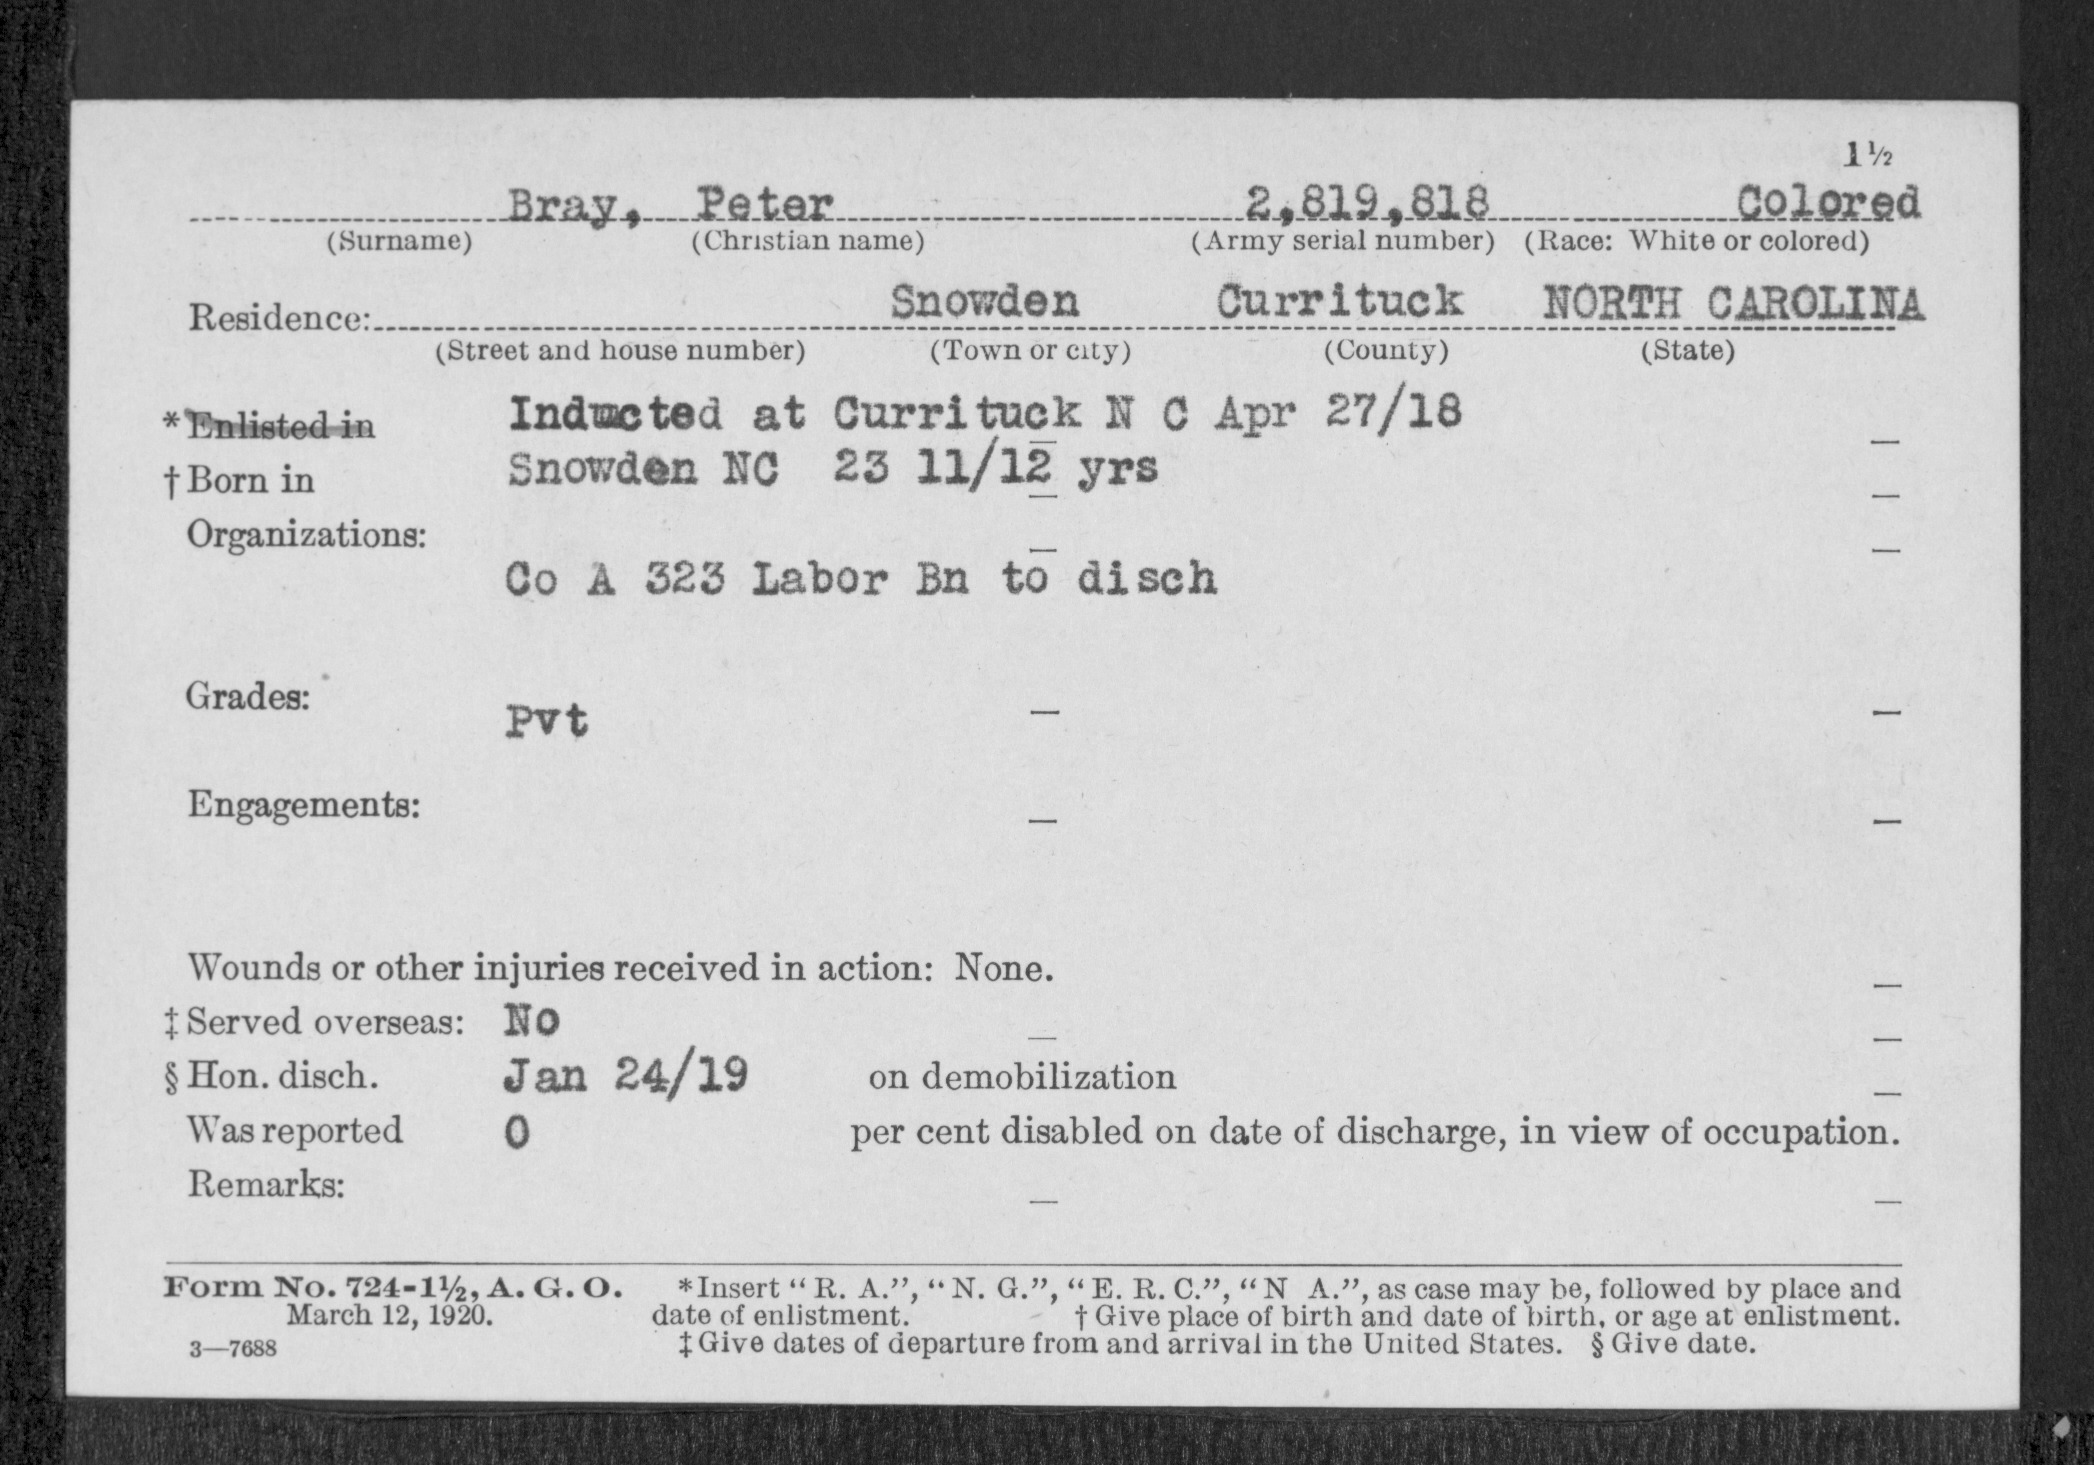 1½
Bray, Peter 2,819,818 Colored
(Surname) (Christian name) (Army serial number) (Race: White or colored)
Residence: Snowden Currituck NORTH CAROLINA
(Street and house number) (Town or city) (County) (State)
*Enlisted in Inducted at Currituck N C Apr 27/18
†Born in Snowden NC 23 11/12 yrs
Organizations:
Co A 323 Labor Bn to disch
Grades: Pvt
Engagements:
Wounds or other injuries received in action: None.
‡Served overseas: No
§Hon. disch. Jan 24/19 on demobilization
Was reported 0 per cent disabled on date of discharge, in view of occupation.
Remarks:
Form No. 724-1½, A. G. O. *Insert “R. A.”, “N. G.”, “E. R. C.”, “N A.”, as case may be, followed by place and
March 12, 1920. date of enlistment. †Give place of birth and date of birth, or age at enlistment.
3—7688 ‡Give dates of departure from and arrival in the United States. §Give date.